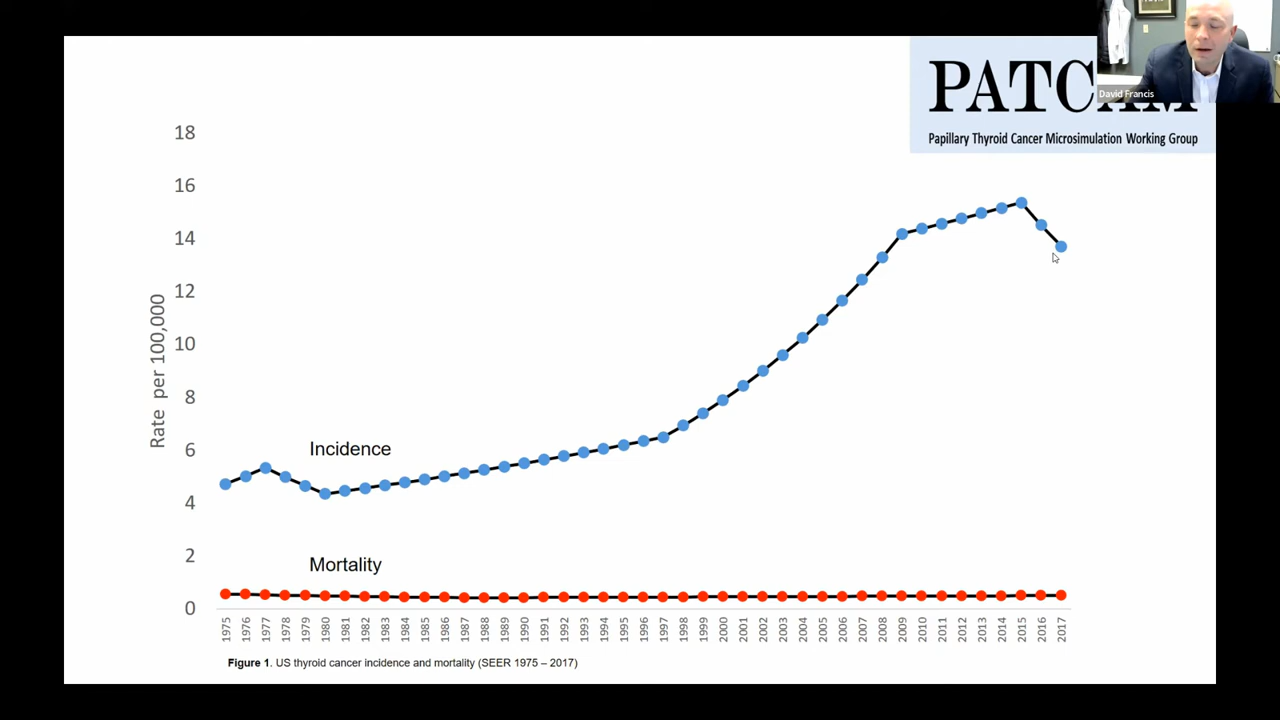 PATCAM
David Francis
Papillary Thyroid Cancer Microsimulation Working Group
18
16
14
12
10
8
6
4
2
0
Rate per 100,000
Incidence
Mortality
1975 1976 1977 1978 1979 1980 1981 1982 1983 1984 1985 1986 1987 1988 1989 1990 1991 1992 1993 1994 1995 1996 1997 1998 1999 2000 2001 2002 2003 2004 2005 2006 2007 2008 2009 2010 2011 2012 2013 2014 2015 2016 2017
Figure 1. US thyroid cancer incidence and mortality (SEER 1975 – 2017)